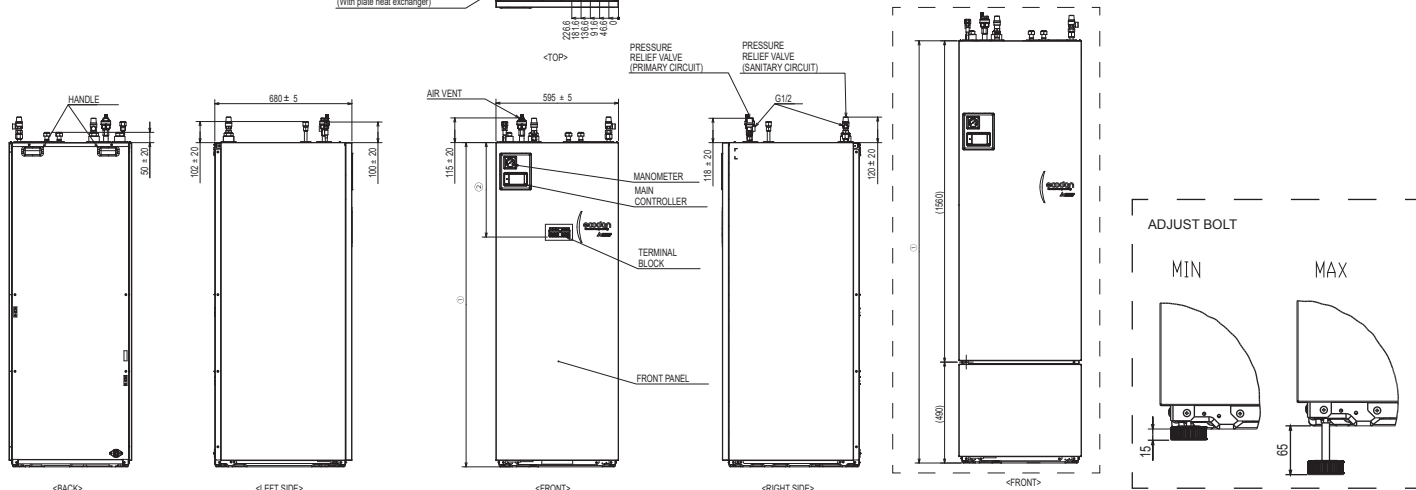 (With plate heat exchanger)
226.6
181.6
136.6
91.6
46.6
0
<TOP>
HANDLE
50 ± 20
<BACK>
680 ± 5
102 ± 20
100 ± 20
<LEFT SIDE>
AIR VENT
595 ± 5
115 ± 20
②
①
MANOMETER
MAIN
CONTROLLER
TERMINAL
BLOCK
FRONT PANEL
ecodan
<FRONT>
PRESSURE
RELIEF VALVE
(PRIMARY CIRCUIT)
PRESSURE
RELIEF VALVE
(SANITARY CIRCUIT)
G1/2
118 ± 20
120 ± 20
<RIGHT SIDE>
①
(1560)
(490)
ecodan
<FRONT>
ADJUST BOLT
MIN
MAX
15
65